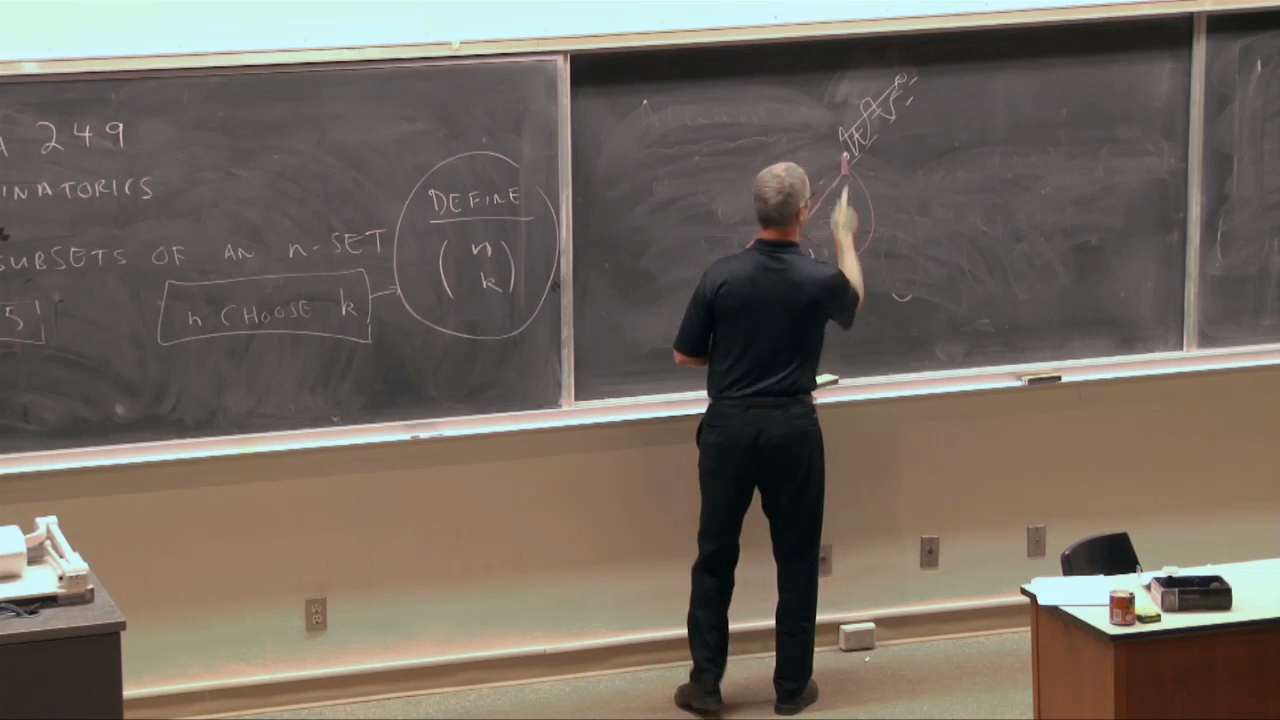 249
INATORICS
SUBSETS OF AN n-SET
5
n CHOOSE k
DEFINE
( n
k )